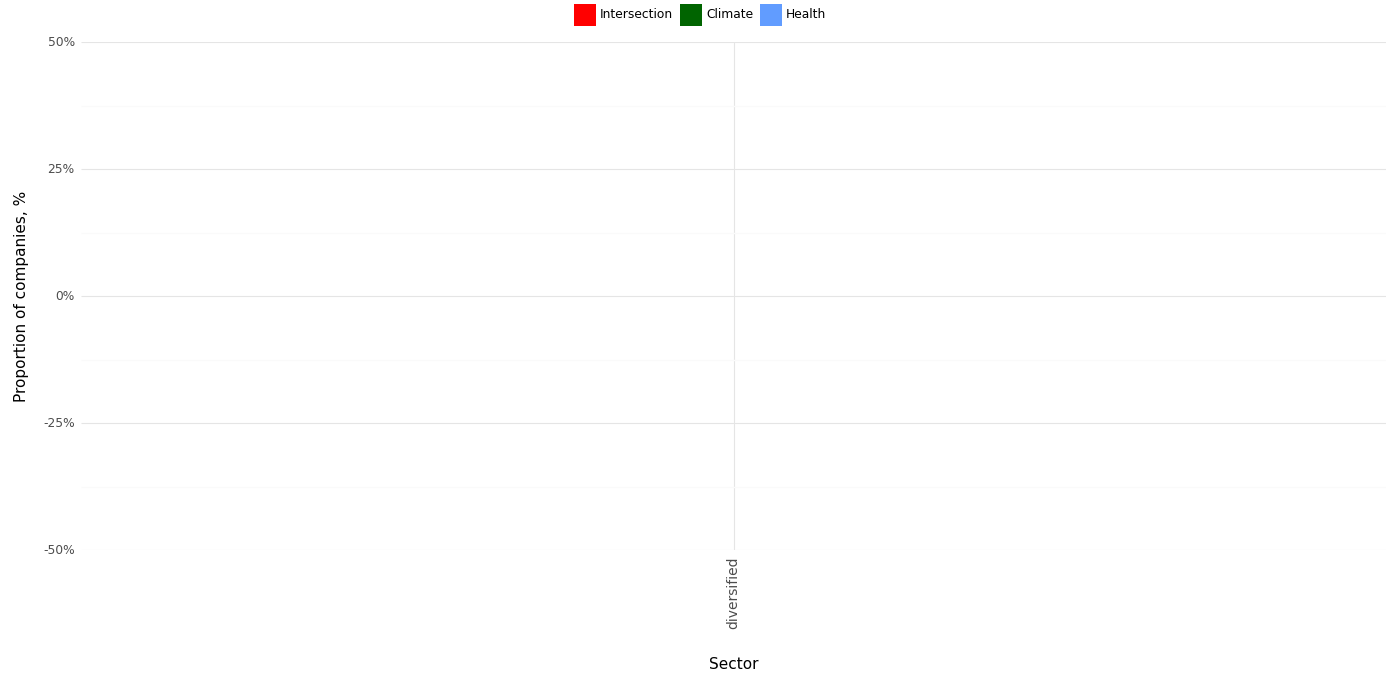 Intersection Climate Health
50%
25%
0%
-25%
-50%
Proportion of companies, %
diversified
Sector